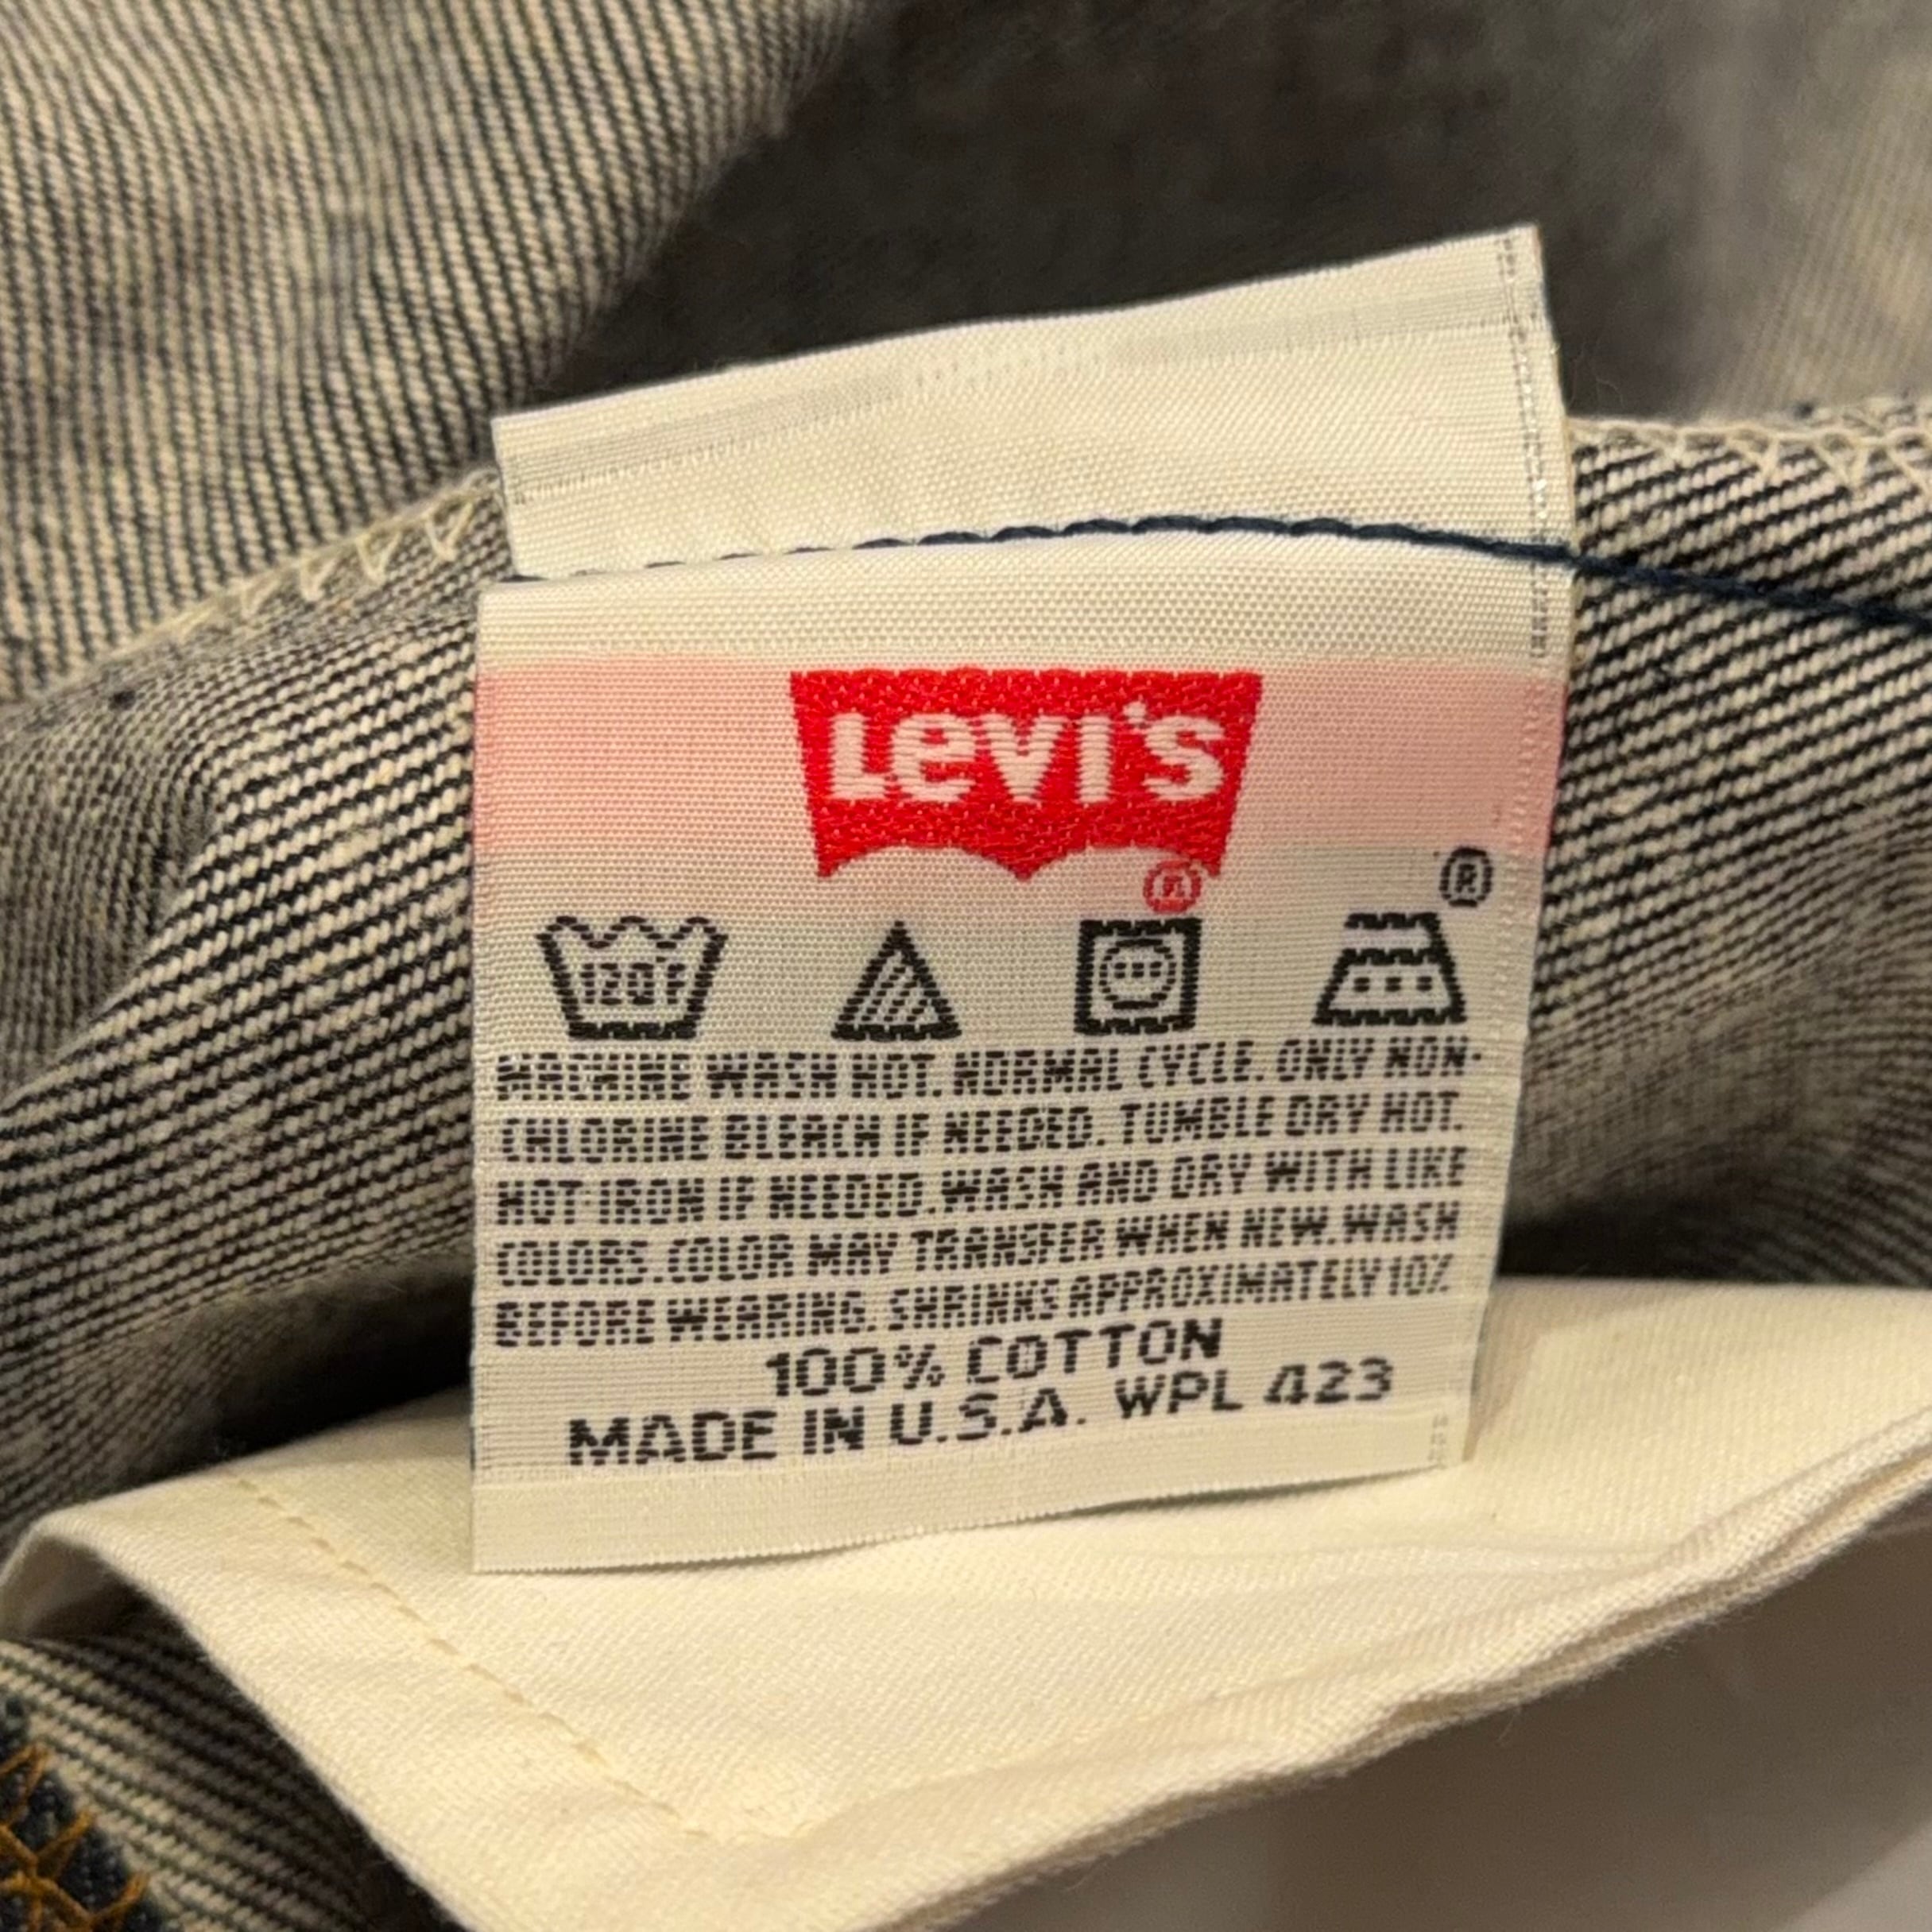 Levi's
®
®
120°F
MACHINE WASH HOT. NORMAL CYCLE. ONLY NON-
CHLORINE BLEACH IF NEEDED. TUMBLE DRY HOT.
HOT IRON IF NEEDED. WASH AND DRY WITH LIKE
COLORS. COLOR MAY TRANSFER WHEN NEW. WASH
BEFORE WEARING. SHRINKS APPROXIMATELY 10%
100% COTTON
MADE IN U.S.A. WPL 423